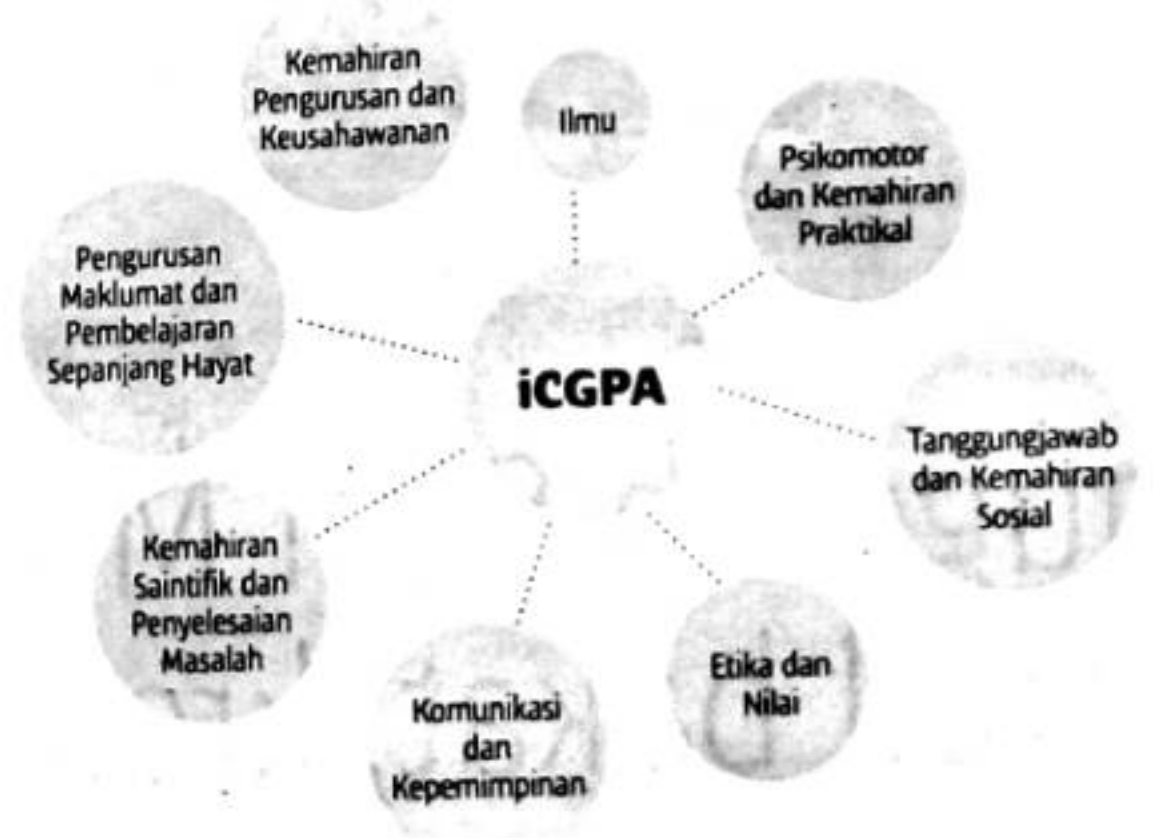 Kemahiran
Pengurusan dan
Keusahawanan
Ilmu
Psikomotor
dan Kemahiran
Praktikal
Pengurusan
Maklumat dan
Pembelajaran
Sepanjang Hayat
iCGPA
Tanggungjawab
dan Kemahiran
Sosial
Kemahiran
Saintifik dan
Penyelesaian
Masalah
Komunikasi
dan
Kepemimpinan
Etika dan
Nilai